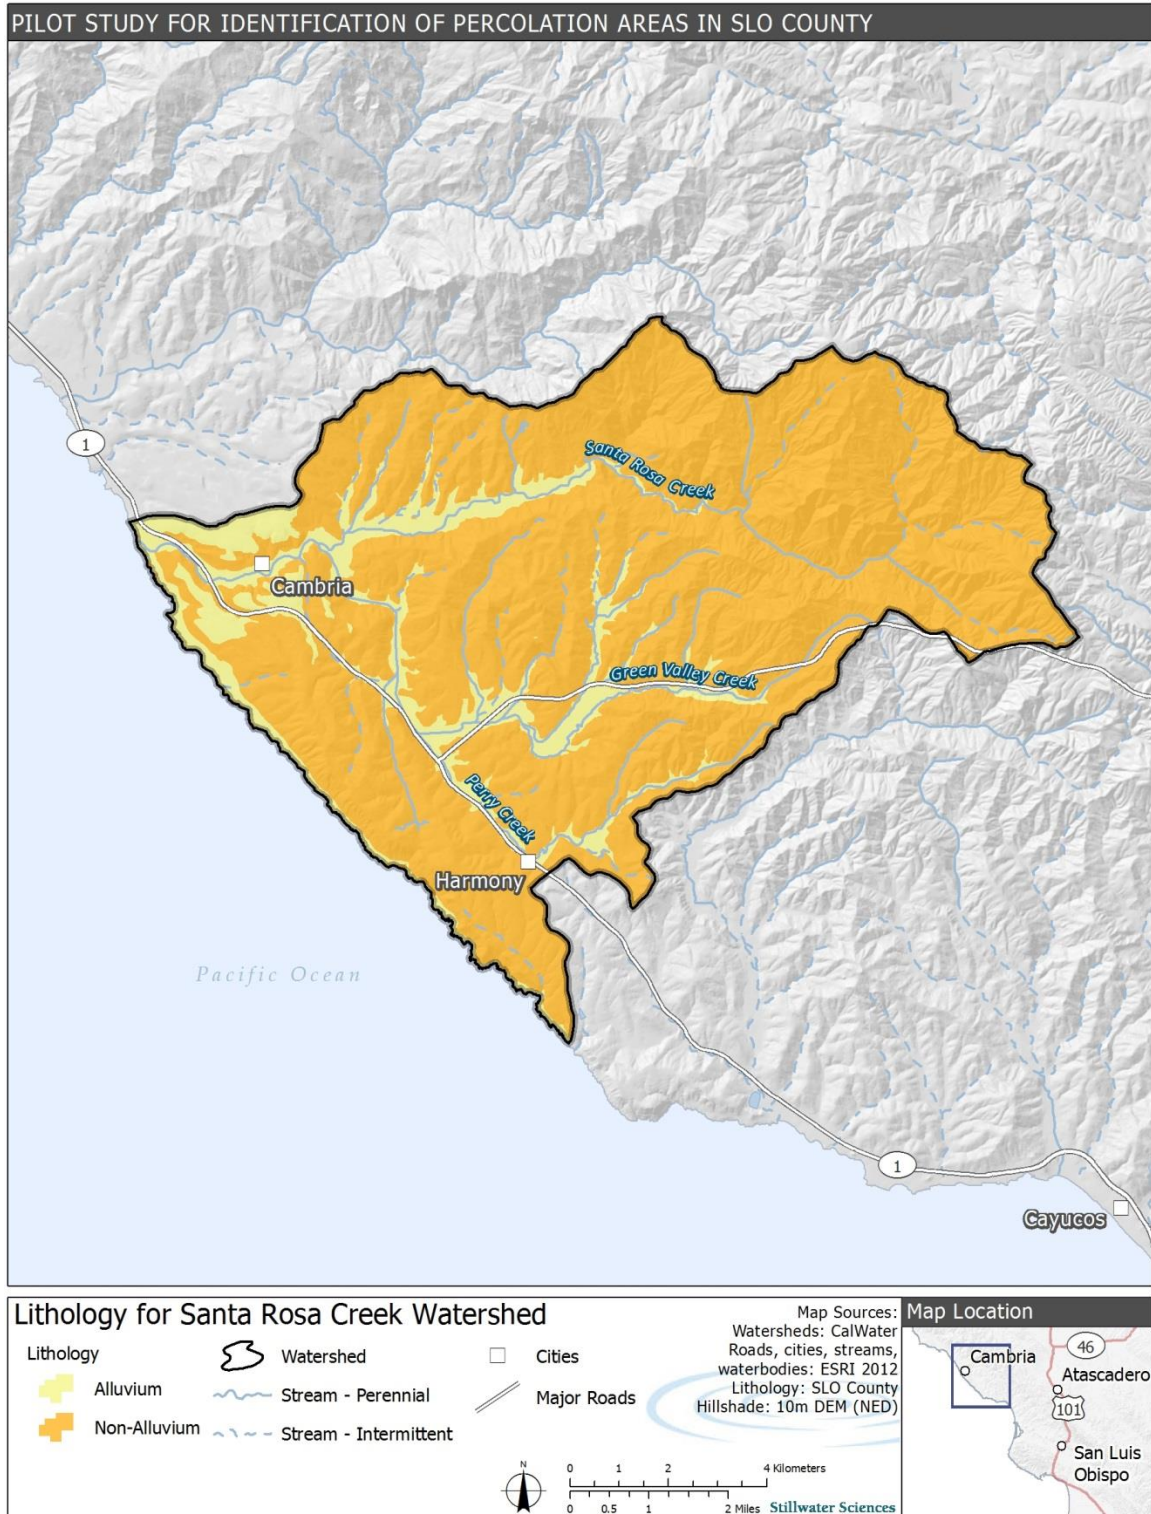 PILOT STUDY FOR IDENTIFICATION OF PERCOLATION AREAS IN SLO COUNTY
Santa Rosa Creek
1
Cambria
Green Valley Creek
Perry Creek
Harmony
Pacific Ocean
1
Cayucos
Lithology for Santa Rosa Creek Watershed
Lithology
Alluvium
Non-Alluvium
Watershed
Stream - Perennial
Stream - Intermittent
Cities
Major Roads
Map Sources:
Watersheds: CalWater
Roads, cities, streams,
waterbodies: ESRI 2012
Lithology: SLO County
Hillshade: 10m DEM (NED)
N
0 1 2 4 Kilometers
0 0.5 1 2 Miles
Stillwater Sciences
Map Location
46
Cambria
Atascadero
101
San Luis
Obispo